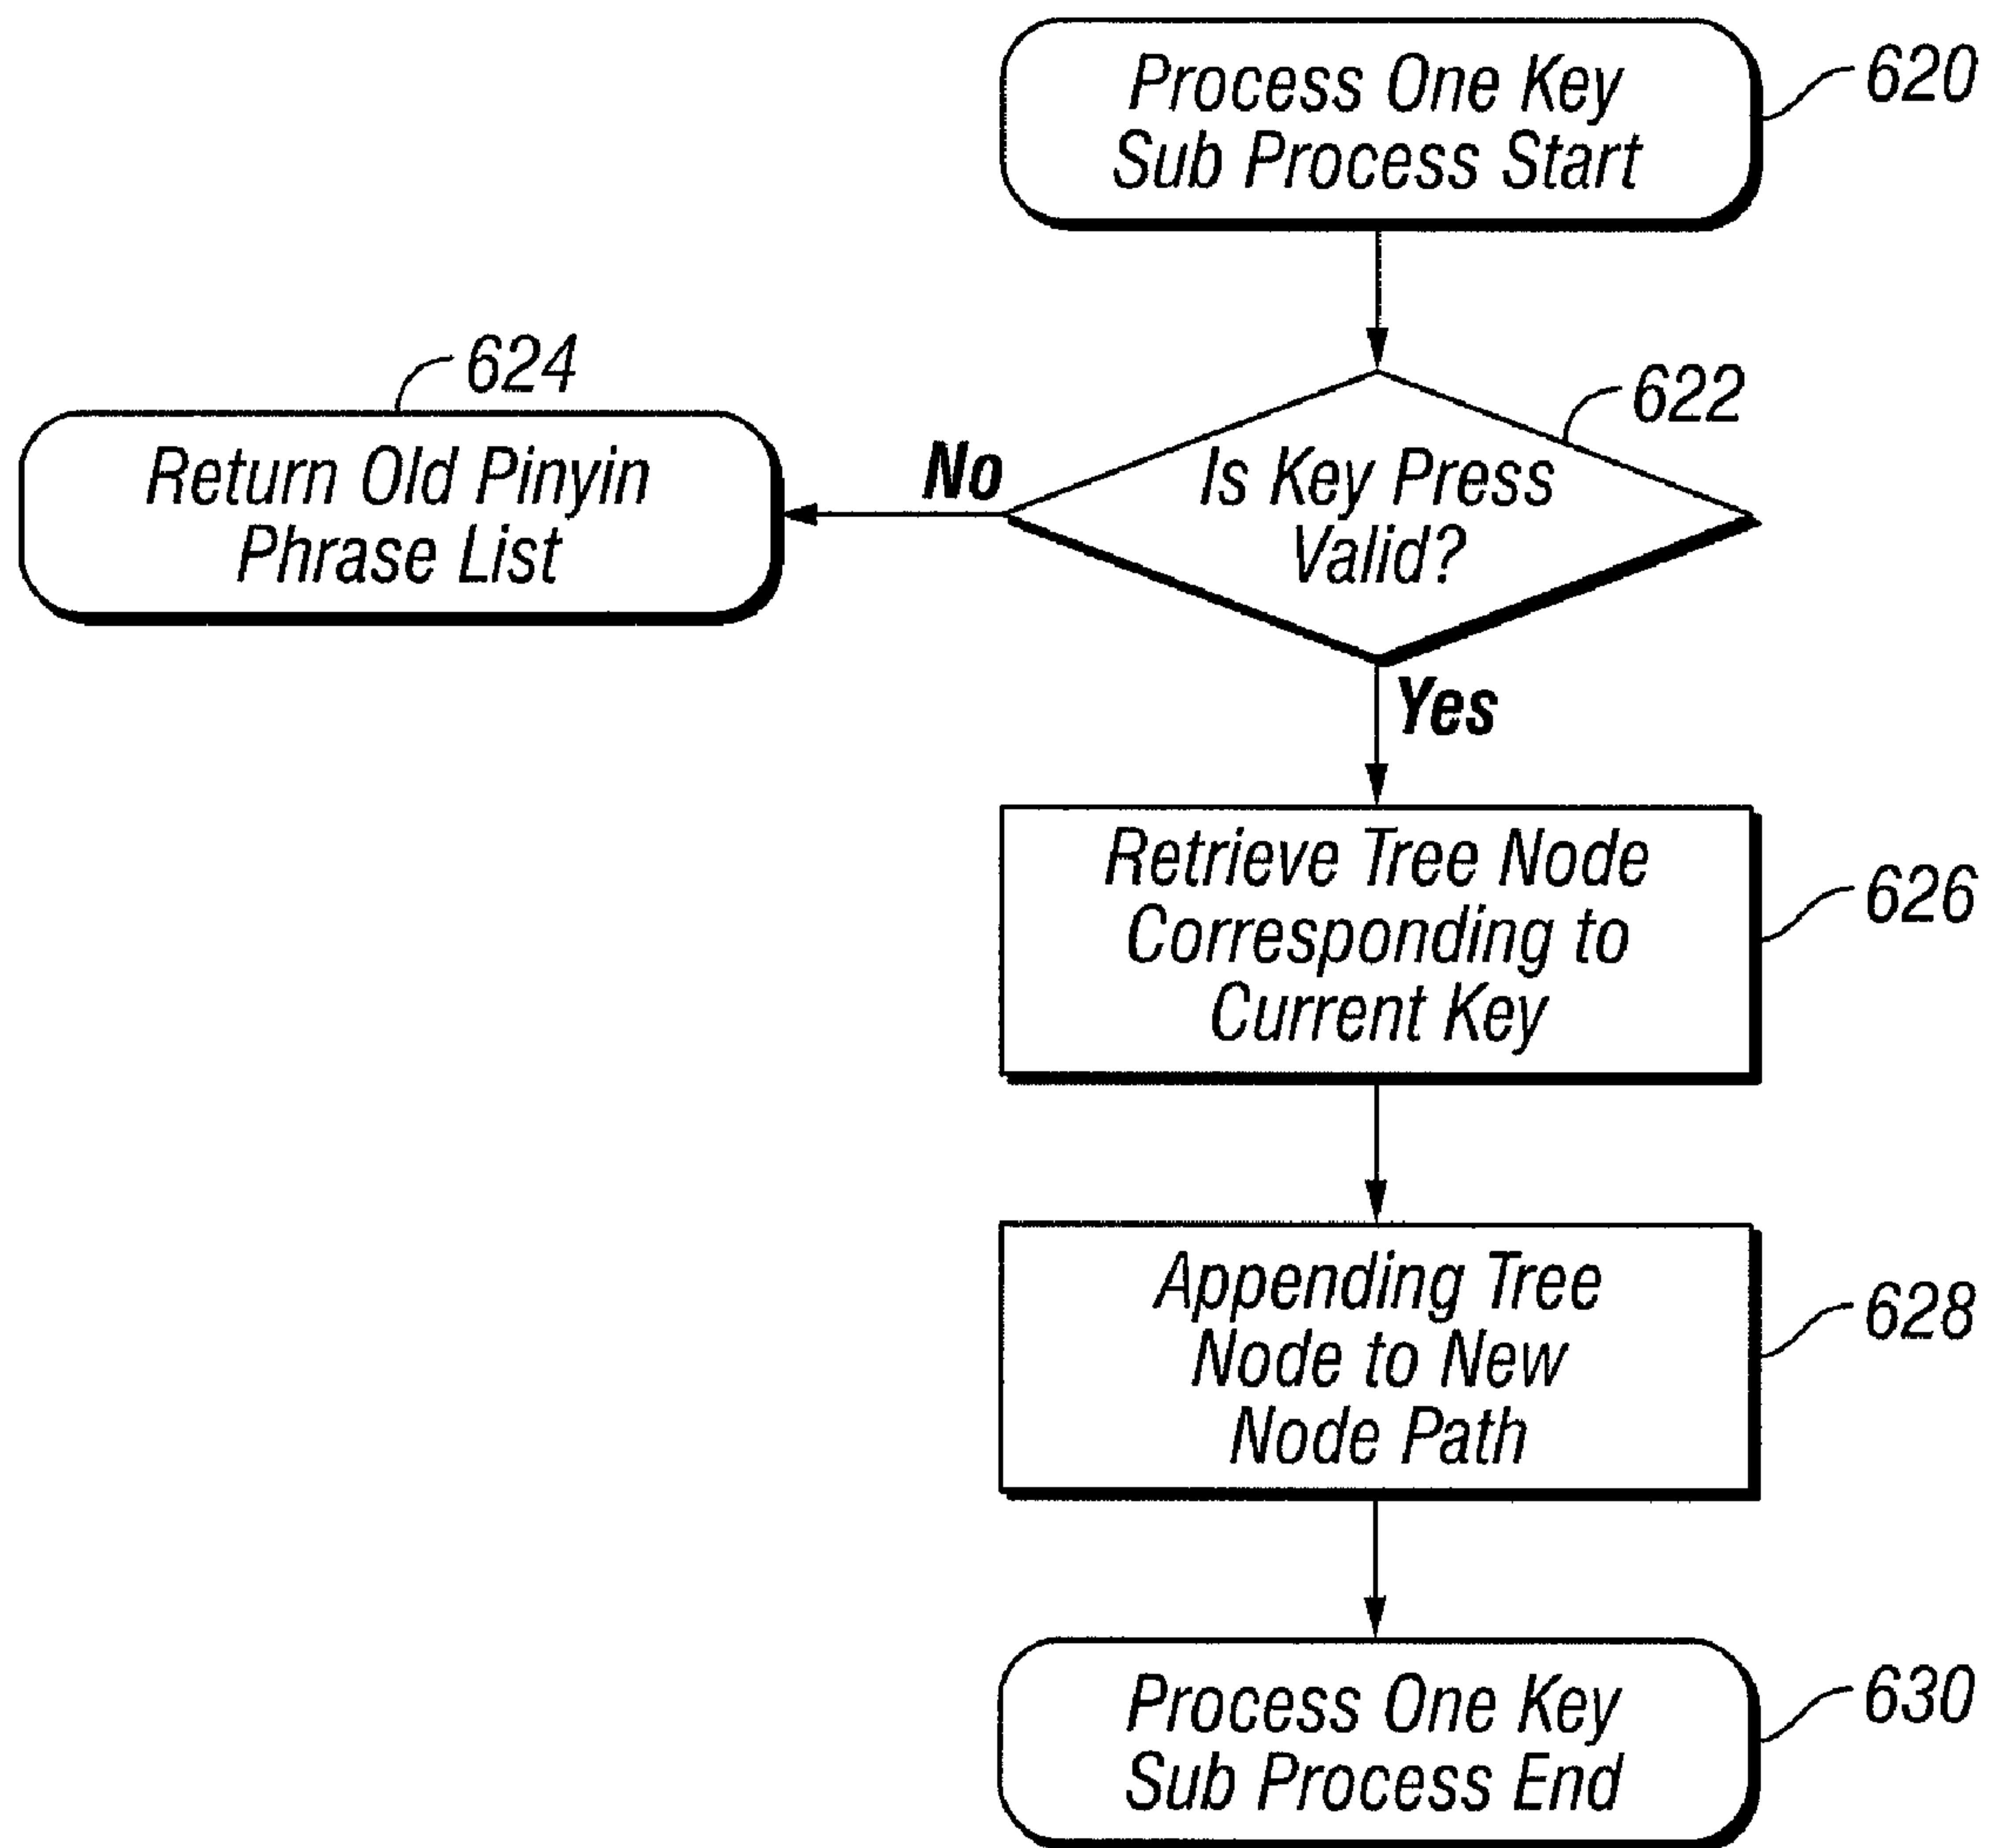 Process One Key
Sub Process Start
620
624
Return Old Pinyin
Phrase List
No
622
Is Key Press
Valid?
Yes
Retrieve Tree Node
Corresponding to
Current Key
626
Appending Tree
Node to New
Node Path
628
Process One Key
Sub Process End
630